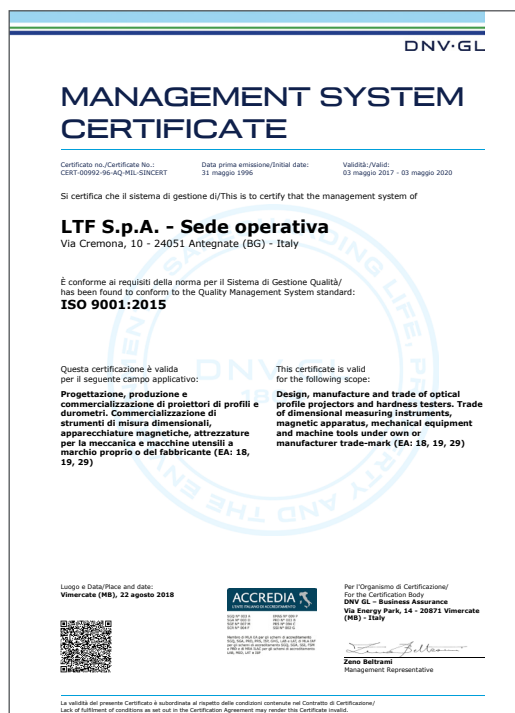 DNV·GL
MANAGEMENT SYSTEM
CERTIFICATE
Certificato no./Certificate No.:
CERT-00992-96-AQ-MIL-SINCERT
Data prima emissione/Initial date:
31 maggio 1996
Validità:/Valid:
03 maggio 2017 - 03 maggio 2020
Si certifica che il sistema di gestione di/This is to certify that the management system of
LTF S.p.A. - Sede operativa
Via Cremona, 10 - 24051 Antegnate (BG) - Italy
È conforme ai requisiti della norma per il Sistema di Gestione Qualità/
has been found to conform to the Quality Management System standard:
ISO 9001:2015
Questa certificazione è valida
per il seguente campo applicativo:
Progettazione, produzione e
commercializzazione di proiettori di profili e
durometri. Commercializzazione di
strumenti di misura dimensionali,
apparecchiature magnetiche, attrezzature
per la meccanica e macchine utensili a
marchio proprio o del fabbricante (EA: 18,
19, 29)
This certificate is valid
for the following scope:
Design, manufacture and trade of optical
profile projectors and hardness testers. Trade
of dimensional measuring instruments,
magnetic apparatus, mechanical equipment
and machine tools under own or
manufacturer trade-mark (EA: 18, 19, 29)
DNV·GL
Luogo e Data/Place and date:
Vimercate (MB), 22 agosto 2018
ACCREDIA
L'ENTE ITALIANO DI ACCREDITAMENTO
Per l'Organismo di Certificazione/
For the Certification Body
DNV GL – Business Assurance
Via Energy Park, 14 - 20871 Vimercate
(MB) - Italy
Zeno Beltrami
Management Representative
La validità del presente Certificato è subordinata al rispetto delle condizioni contenute nel Contratto di Certificazione/
Lack of fulfilment of conditions as set out in the Certification Agreement may render this Certificate invalid.